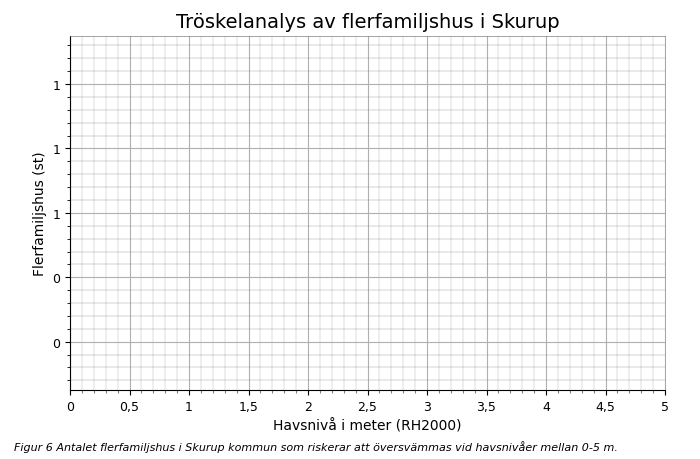 Tröskelanalys av flerfamiljshus i Skurup
Flerfamiljshus (st)
1
1
1
0
0
0 0,5 1 1,5 2 2,5 3 3,5 4 4,5 5
Havsnivå i meter (RH2000)
Figur 6 Antalet flerfamiljshus i Skurup kommun som riskerar att översvämmas vid havsnivåer mellan 0-5 m.